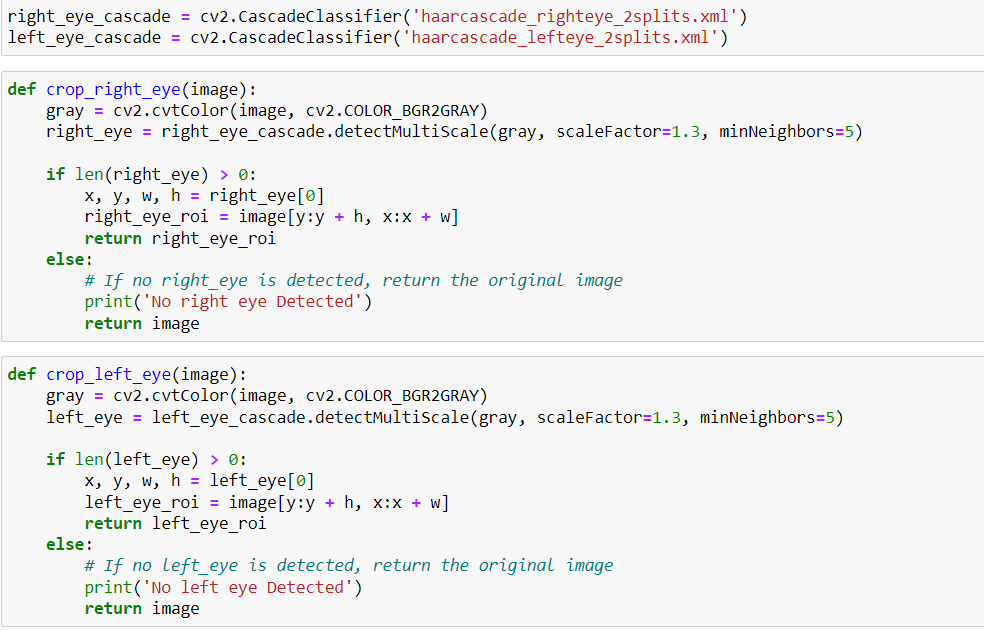 right_eye_cascade = cv2.CascadeClassifier('haarcascade_righteye_2splits.xml')
left_eye_cascade = cv2.CascadeClassifier('haarcascade_lefteye_2splits.xml')
def crop_right_eye(image):
    gray = cv2.cvtColor(image, cv2.COLOR_BGR2GRAY)
    right_eye = right_eye_cascade.detectMultiScale(gray, scaleFactor=1.3, minNeighbors=5)
    if len(right_eye) > 0:
        x, y, w, h = right_eye[0]
        right_eye_roi = image[y:y + h, x:x + w]
        return right_eye_roi
    else:
        # If no right_eye is detected, return the original image
        print('No right eye Detected')
        return image
def crop_left_eye(image):
    gray = cv2.cvtColor(image, cv2.COLOR_BGR2GRAY)
    left_eye = left_eye_cascade.detectMultiScale(gray, scaleFactor=1.3, minNeighbors=5)
    if len(left_eye) > 0:
        x, y, w, h = left_eye[0]
        left_eye_roi = image[y:y + h, x:x + w]
        return left_eye_roi
    else:
        # If no left_eye is detected, return the original image
        print('No left eye Detected')
        return image